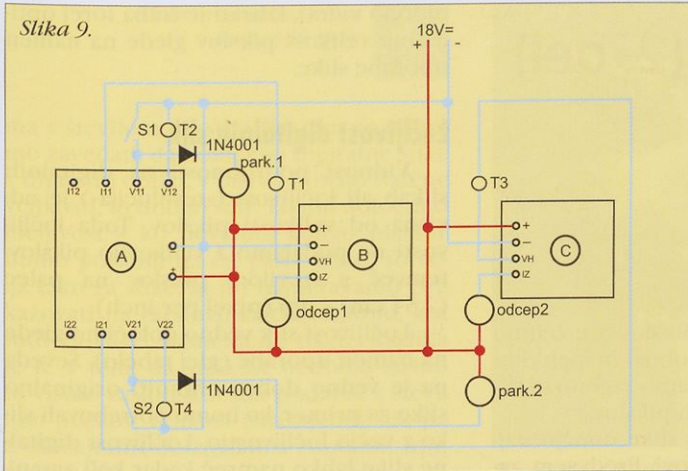 Slika 9.
18V=
+ -
S1 T2
1N4001
park.1
I12 I11 V11 V12
T1
T3
A
-
+
+
–
VH
IZ
B
+
–
VH
IZ
C
odcep1
odcep2
I22 I21 V21 V22
1N4001
S2 T4
park.2